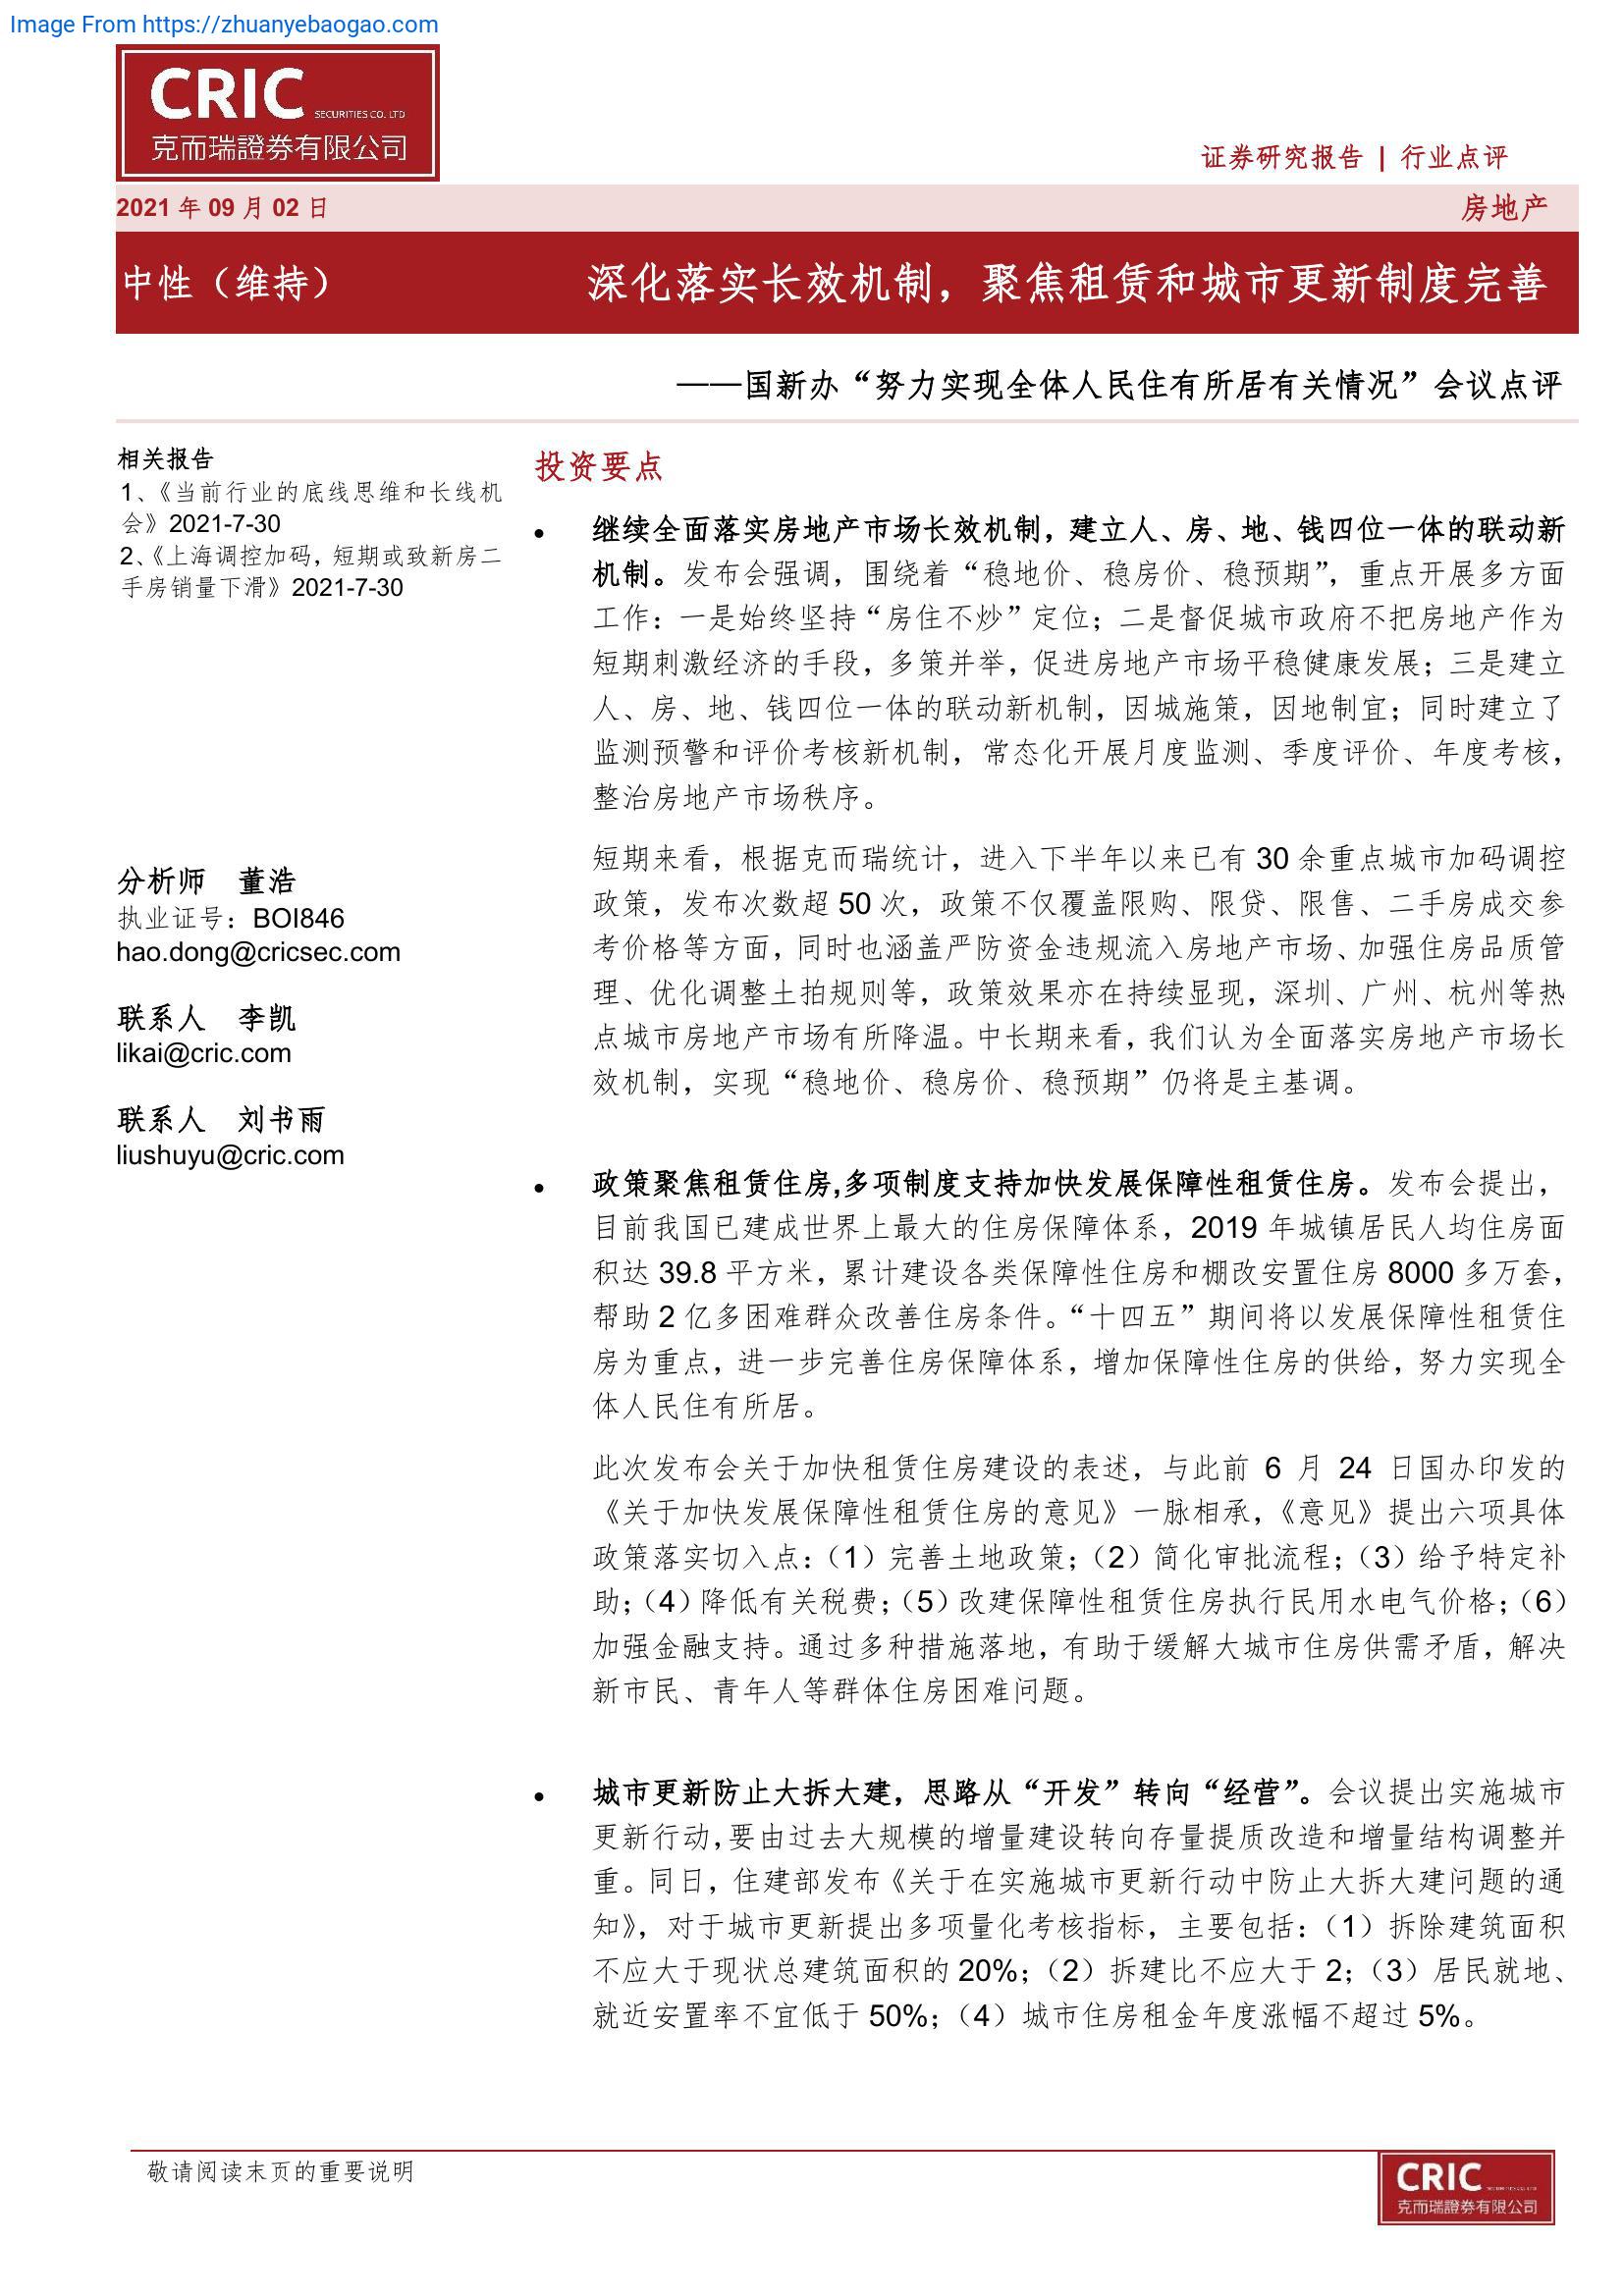 Image From https://zhuanyebaogao.com
CRIC
SECURITIES CO. LTD
克而瑞證券有限公司
证券研究报告 | 行业点评
2021 年 09 月 02 日
房地产
中性（维持）
深化落实长效机制，聚焦租赁和城市更新制度完善
——国新办“努力实现全体人民住有所居有关情况”会议点评
相关报告
1、《当前行业的底线思维和长线机
会》2021-7-30
2、《上海调控加码，短期或致新房二
手房销量下滑》2021-7-30
分析师 董浩
执业证号：BOI846
hao.dong@cricsec.com
联系人 李凯
likai@cric.com
联系人 刘书雨
liushuyu@cric.com
投资要点
● 继续全面落实房地产市场长效机制，建立人、房、地、钱四位一体的联动新
机制。发布会强调，围绕着“稳地价、稳房价、稳预期”，重点开展多方面
工作：一是始终坚持“房住不炒”定位；二是督促城市政府不把房地产作为
短期刺激经济的手段，多策并举，促进房地产市场平稳健康发展；三是建立
人、房、地、钱四位一体的联动新机制，因城施策，因地制宜；同时建立了
监测预警和评价考核新机制，常态化开展月度监测、季度评价、年度考核，
整治房地产市场秩序。
短期来看，根据克而瑞统计，进入下半年以来已有 30 余重点城市加码调控
政策，发布次数超 50 次，政策不仅覆盖限购、限贷、限售、二手房成交参
考价格等方面，同时也涵盖严防资金违规流入房地产市场、加强住房品质管
理、优化调整土拍规则等，政策效果亦在持续显现，深圳、广州、杭州等热
点城市房地产市场有所降温。中长期来看，我们认为全面落实房地产市场长
效机制，实现“稳地价、稳房价、稳预期”仍将是主基调。
● 政策聚焦租赁住房,多项制度支持加快发展保障性租赁住房。发布会提出，
目前我国已建成世界上最大的住房保障体系，2019 年城镇居民人均住房面
积达 39.8 平方米，累计建设各类保障性住房和棚改安置住房 8000 多万套，
帮助 2 亿多困难群众改善住房条件。“十四五”期间将以发展保障性租赁住
房为重点，进一步完善住房保障体系，增加保障性住房的供给，努力实现全
体人民住有所居。
此次发布会关于加快租赁住房建设的表述，与此前 6 月 24 日国办印发的
《关于加快发展保障性租赁住房的意见》一脉相承，《意见》提出六项具体
政策落实切入点：（1）完善土地政策；（2）简化审批流程；（3）给予特定补
助；（4）降低有关税费；（5）改建保障性租赁住房执行民用水电气价格；（6）
加强金融支持。通过多种措施落地，有助于缓解大城市住房供需矛盾，解决
新市民、青年人等群体住房困难问题。
● 城市更新防止大拆大建，思路从“开发”转向“经营”。会议提出实施城市
更新行动，要由过去大规模的增量建设转向存量提质改造和增量结构调整并
重。同日，住建部发布《关于在实施城市更新行动中防止大拆大建问题的通
知》，对于城市更新提出多项量化考核指标，主要包括：（1）拆除建筑面积
不应大于现状总建筑面积的 20%；（2）拆建比不应大于 2；（3）居民就地、
就近安置率不宜低于 50%；（4）城市住房租金年度涨幅不超过 5%。
敬请阅读末页的重要说明
CRIC
克而瑞證券有限公司